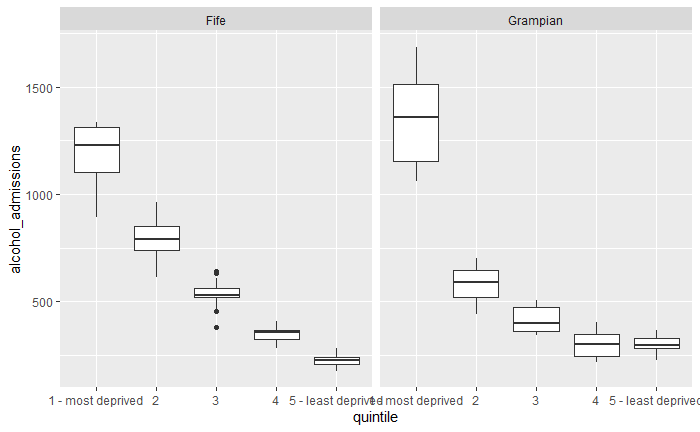 Fife
Grampian
alcohol_admissions
1500
1000
500
1 - most deprived 2 3 4 5 - least deprived
1 - most deprived 2 3 4 5 - least deprived
quintile